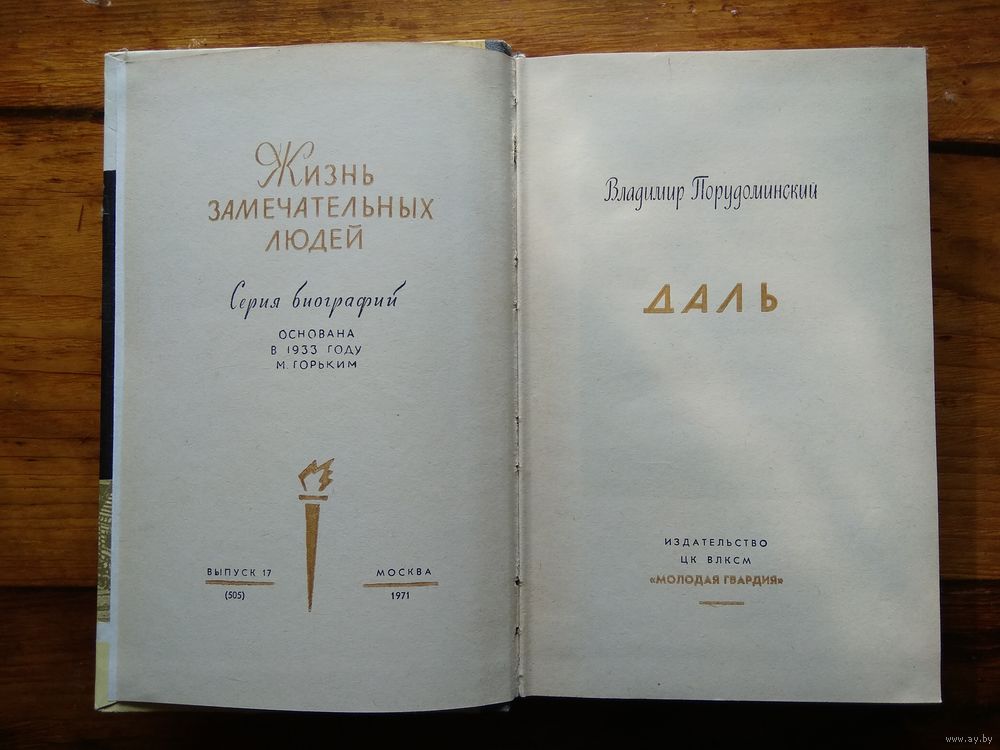 Жизнь
ЗАМЕЧАТЕЛЬНЫХ
ЛЮДЕЙ
Серия биографий
ОСНОВАНА
В 1933 ГОДУ
М. ГОРЬКИМ
ВЫПУСК 17
(505)
МОСКВА
1971
Владимир Порудоминский
ДАЛЬ
ИЗДАТЕЛЬСТВО
ЦК ВЛКСМ
«МОЛОДАЯ ГВАРДИЯ»
www.ay.by